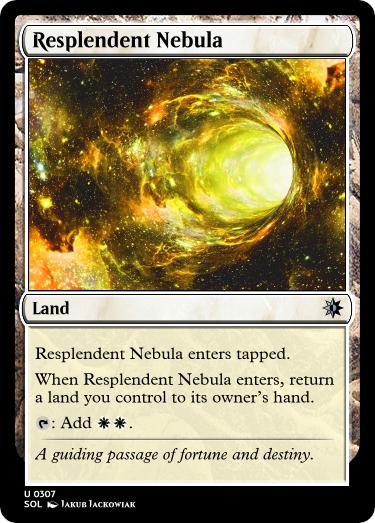 Resplendent Nebula
Land
Resplendent Nebula enters tapped.
When Resplendent Nebula enters, return
a land you control to its owner's hand.
: Add .
A guiding passage of fortune and destiny.
U 0307
SOL Jakub Jackowiak